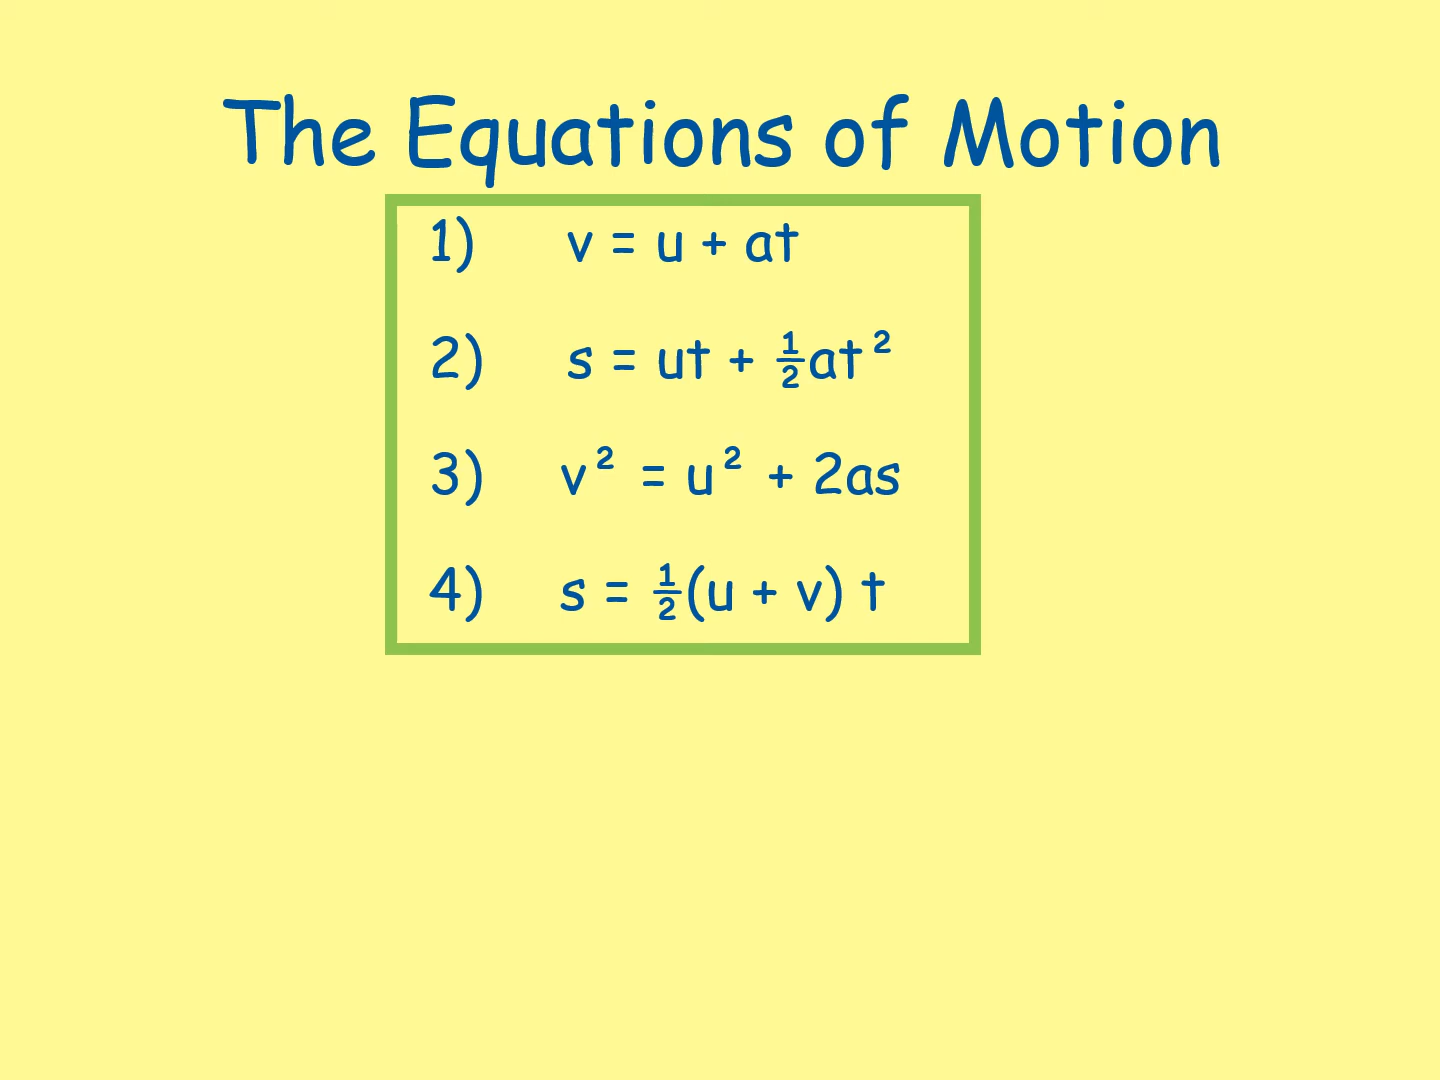 The Equations of Motion
1) v = u + at
2) s = ut + ½at²
3) v² = u² + 2as
4) s = ½(u + v) t